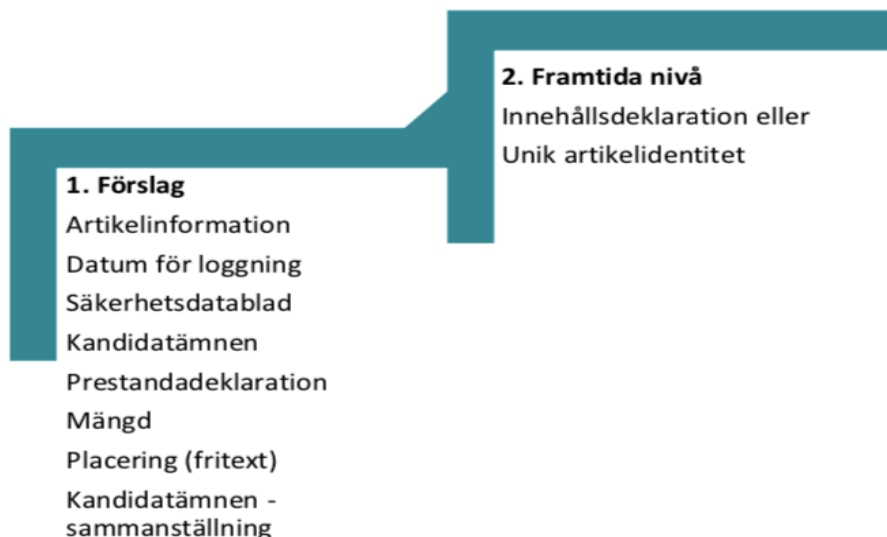 2. Framtida nivå
Innehållsdeklaration eller
Unik artikelidentitet
1. Förslag
Artikelinformation
Datum för loggning
Säkerhetsdatablad
Kandidatämnen
Prestandadeklaration
Mängd
Placering (fritext)
Kandidatämnen -
sammanställning